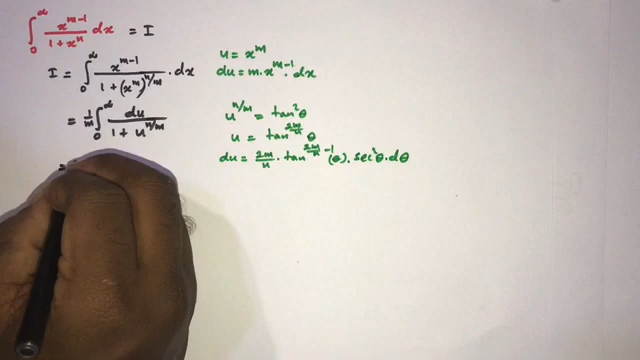 ∫₀^∝ x^(m-1)/(1+x^n) dx = I
I = ∫₀^∝ x^(m-1)/(1+(x^m)^(n/m)) · dx
= 1/m ∫₀^∝ du/(1+u^(n/m))
=
u = x^m
du = m·x^(m-1)·dx
u^(n/m) = tan²θ
u = tan^(2m/n) θ
du = 2m/n · tan^(2m/n -1) (θ). sec²θ·dθ